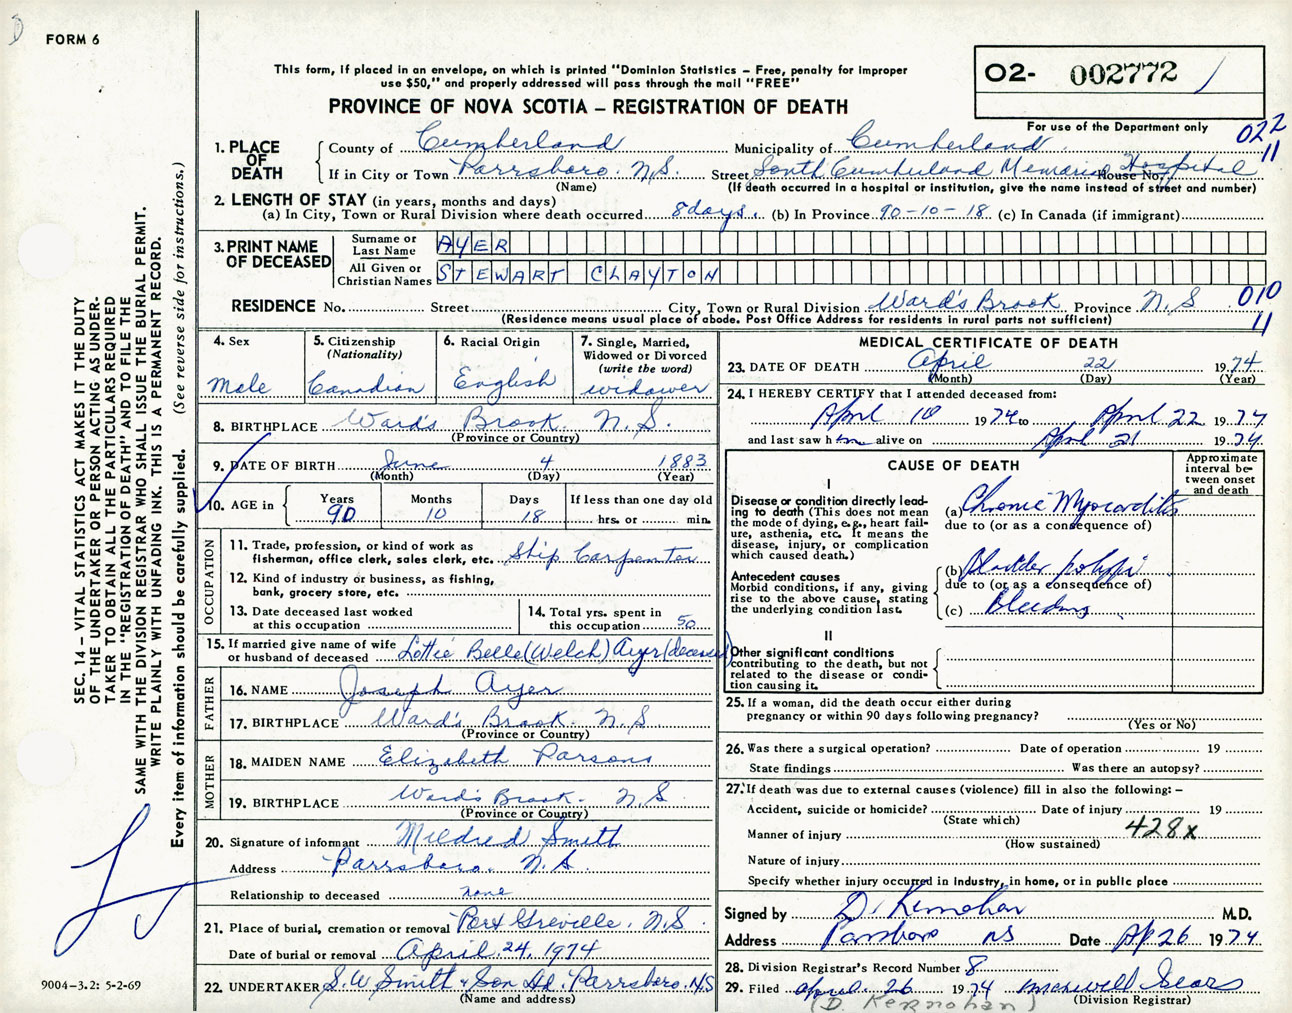 D
FORM 6
This form, if placed in an envelope, on which is printed "Dominion Statistics – Free, penalty for improper
use $50," and properly addressed will pass through the mail "FREE"
PROVINCE OF NOVA SCOTIA – REGISTRATION OF DEATH
02- 002772
For use of the Department only
022
11
1. PLACE OF DEATH
County of Cumberland Municipality of Cumberland
If in City or Town Parrsboro. N.S. Street South Cumberland Memorial Hospital House No.
(Name) (If death occurred in a hospital or institution, give the name instead of street and number)
2. LENGTH OF STAY (in years, months and days)
(a) In City, Town or Rural Division where death occurred 8 days. (b) In Province 90-10-18 (c) In Canada (if immigrant)
3. PRINT NAME OF DECEASED
Surname or Last Name AYER
All Given or Christian Names STEWART CLAYTON
RESIDENCE No. Street City, Town or Rural Division Ward's Brook Province N.S
010
11
(Residence means usual place of abode. Post Office Address for residents in rural parts not sufficient)
4. Sex Male
5. Citizenship (Nationality) Canadian
6. Racial Origin English
7. Single, Married, Widowed or Divorced (write the word) widower
8. BIRTHPLACE Ward's Brook N.S.
(Province or Country)
9. DATE OF BIRTH June 4 1883
(Month) (Day) (Year)
10. AGE in Years 90 Months 10 Days 18 If less than one day old hrs. or min.
OCCUPATION
11. Trade, profession, or kind of work as
fisherman, office clerk, sales clerk, etc. Ship Carpenter
12. Kind of industry or business, as fishing,
bank, grocery store, etc.
13. Date deceased last worked
at this occupation
14. Total yrs. spent in
this occupation 50
15. If married give name of wife
or husband of deceased Lottie Belle (Welch) Ayer (deceased)
FATHER
16. NAME Joseph Ayer
17. BIRTHPLACE Ward's Brook. N.S.
(Province or Country)
MOTHER
18. MAIDEN NAME Elizabeth Parsons
19. BIRTHPLACE Ward's Brook. N.S
(Province or Country)
20. Signature of informant Mildred Smith
Address Parrsboro. N.S.
Relationship to deceased none
21. Place of burial, cremation or removal Port Greville. N.S.
Date of burial or removal April. 24, 1974
22. UNDERTAKER S.W. Smith & Son Ltd. Parrsboro. N.S
(Name and address)
MEDICAL CERTIFICATE OF DEATH
23. DATE OF DEATH April 22 1974
(Month) (Day) (Year)
24. I HEREBY CERTIFY that I attended deceased from:
April 10 1974 to April 22 1974
and last saw him alive on April 21 1974
CAUSE OF DEATH
Approximate
interval be-
tween onset
and death
I
Disease or condition directly lead-
ing to death (This does not mean
the mode of dying, e.g., heart fail-
ure, asthenia, etc. It means the
disease, injury, or complication
which caused death.)
(a) Chronic Myocarditis
due to (or as a consequence of)
Antecedent causes
Morbid conditions, if any, giving
rise to the above cause, stating
the underlying condition last.
(b) Bladder polypi
due to (or as a consequence of)
(c) Bleeding
II
Other significant conditions
contributing to the death, but not
related to the disease or condi-
tion causing it.
25. If a woman, did the death occur either during
pregnancy or within 90 days following pregnancy?
(Yes or No)
26. Was there a surgical operation? Date of operation 19
State findings Was there an autopsy?
27. If death was due to external causes (violence) fill in also the following: –
Accident, suicide or homicide? Date of injury 19
(State which)
428x
Manner of injury
(How sustained)
Nature of injury
Specify whether injury occurred in industry, in home, or in public place
Signed by D. Kernohan M.D.
Address Parrsboro NS Date Ap 26 1974
28. Division Registrar's Record Number 8
29. Filed April. 26 1974 Maxwell Sears
(Division Registrar)
(D. Kernohan)
SEC. 14 – VITAL STATISTICS ACT MAKES IT THE DUTY
OF THE UNDERTAKER OR PERSON ACTING AS UNDER-
TAKER TO OBTAIN ALL THE PARTICULARS REQUIRED
IN THE "REGISTRATION OF DEATH" AND TO FILE THE
SAME WITH THE DIVISION REGISTRAR WHO SHALL ISSUE THE BURIAL PERMIT.
WRITE PLAINLY WITH UNFADING INK. THIS IS A PERMANENT RECORD.
Every item of information should be carefully supplied. (See reverse side for instructions.)
9004-3.2: 5-2-69